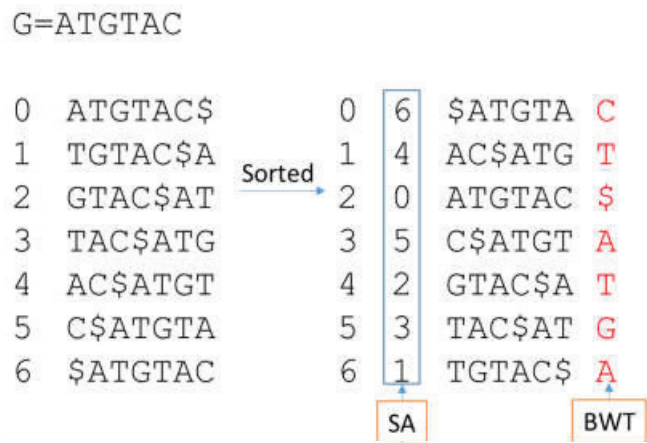 G=ATGTAC
0 ATGTAC$ 0 6 $ATGTA C
1 TGTAC$A 1 4 AC$ATG T
Sorted
2 GTAC$AT 2 0 ATGTAC $
3 TAC$ATG 3 5 C$ATGT A
4 AC$ATGT 4 2 GTAC$A T
5 C$ATGTA 5 3 TAC$AT G
6 $ATGTAC 6 1 TGTAC$ A
SA BWT